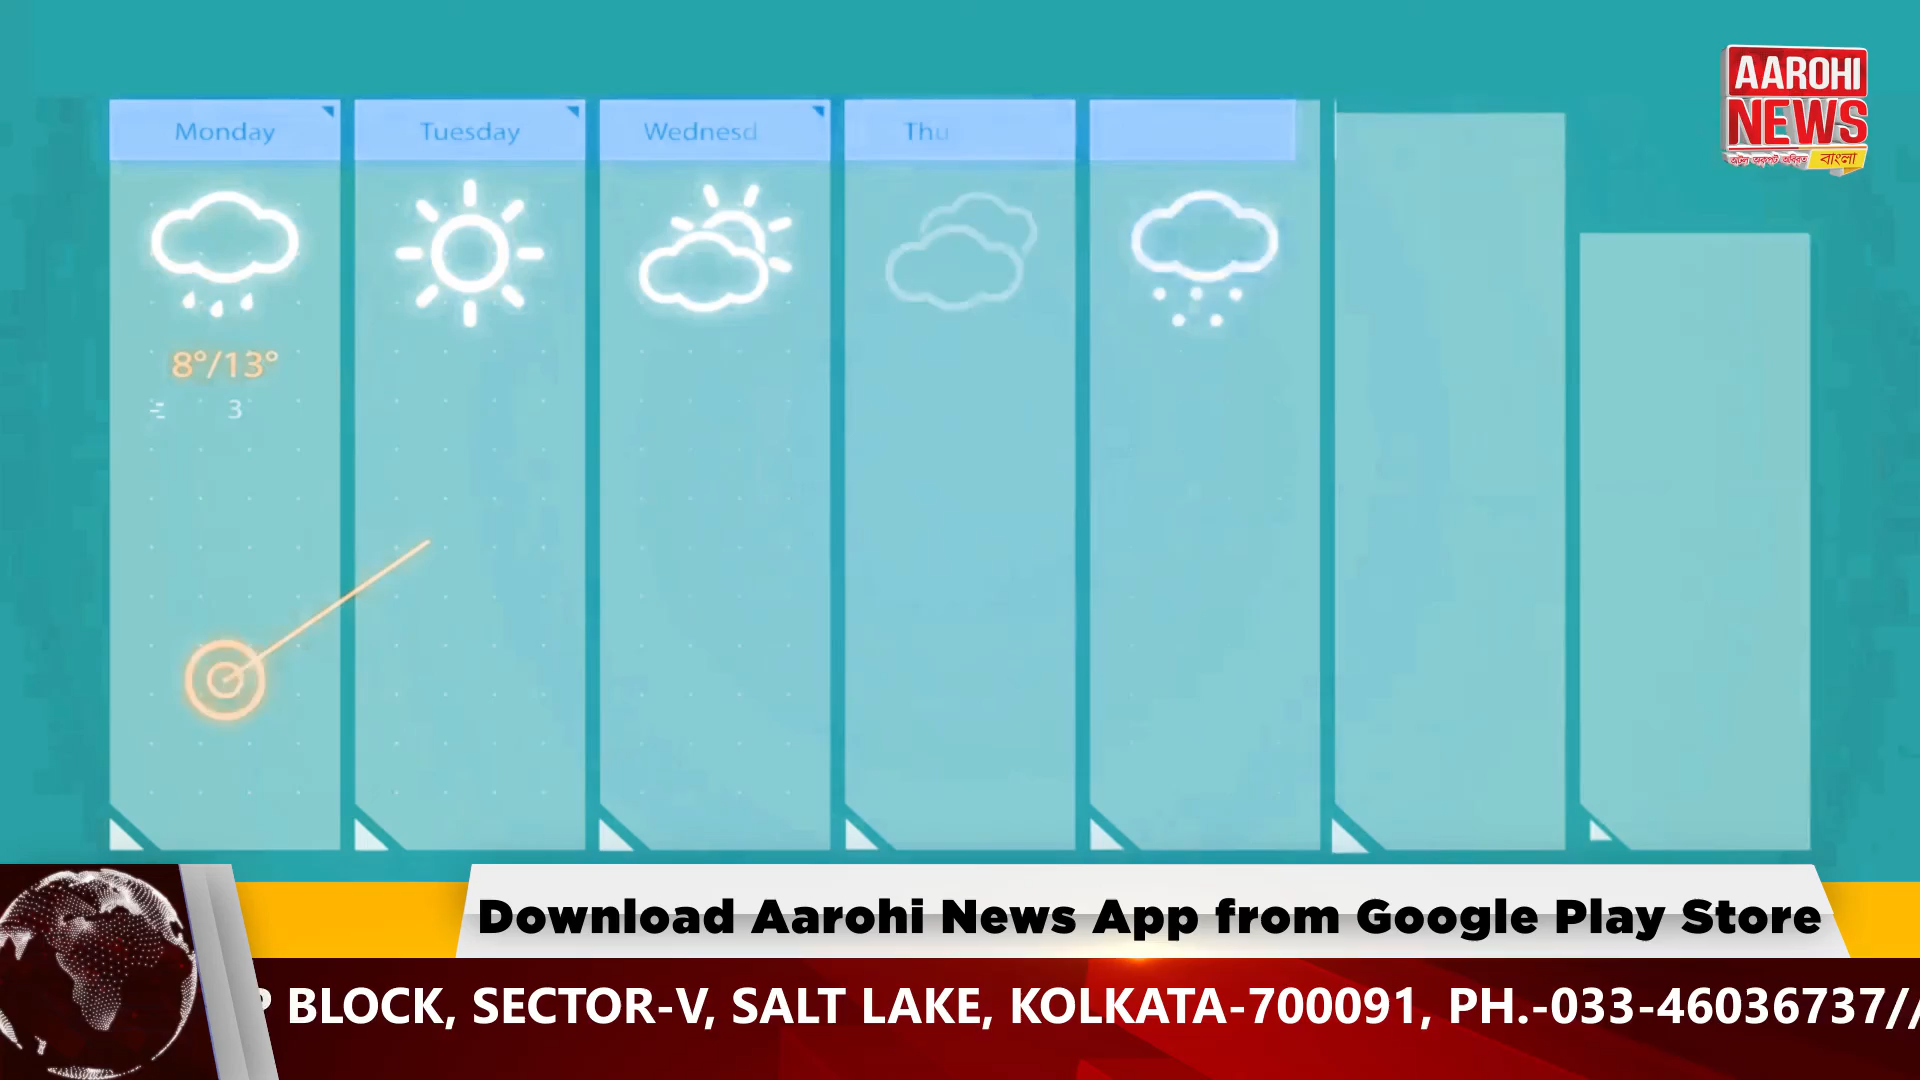 Monday
Tuesday
Wednesd
Thu
8°/13°
3
AAROHI
NEWS
বাংলা
Download Aarohi News App from Google Play Store
P BLOCK, SECTOR-V, SALT LAKE, KOLKATA-700091, PH.-033-46036737//